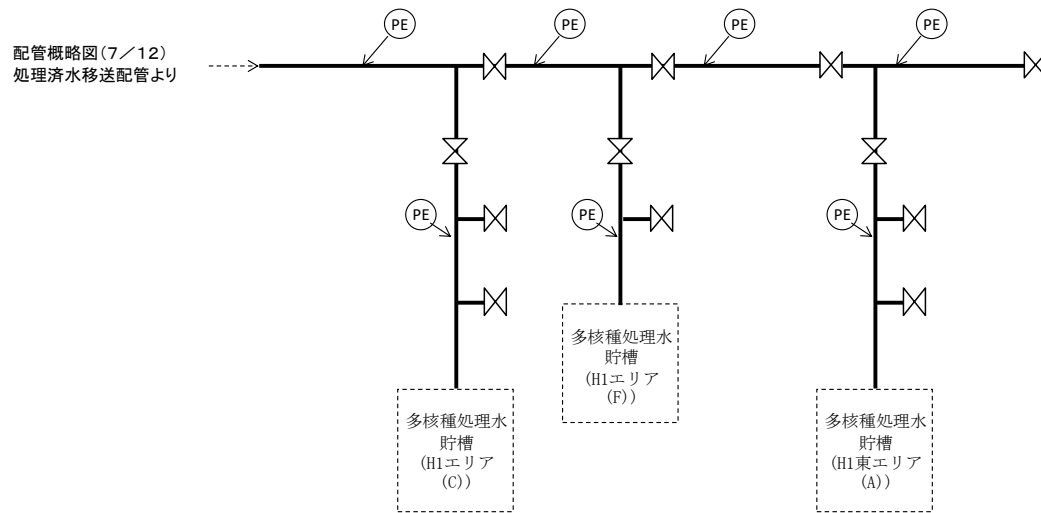 PE
PE
PE
PE
配管概略図(7/12)
処理済水移送配管より
PE
PE
PE
多核種処理水
貯槽
(H1エリア
(F))
多核種処理水
貯槽
(H1エリア
(C))
多核種処理水
貯槽
(H1東エリア
(A))